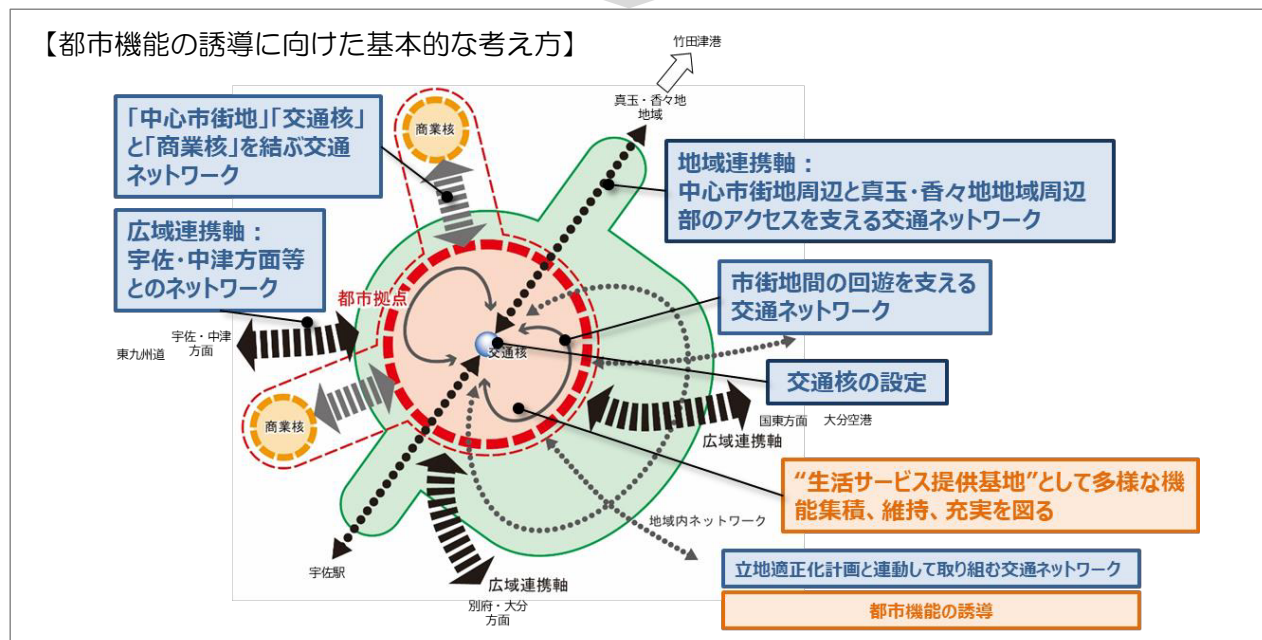 【都市機能の誘導に向けた基本的な考え方】
竹田津港
真玉・香々地
地域
「中心市街地」「交通核」
と「商業核」を結ぶ交通
ネットワーク
商業核
地域連携軸：
中心市街地周辺と真玉・香々地地域周辺
部のアクセスを支える交通ネットワーク
広域連携軸：
宇佐・中津方面等
とのネットワーク
都市拠点
市街地間の回遊を支える
交通ネットワーク
東九州道
宇佐・中津
方面
交通核
交通核の設定
商業核
国東方面
大分空港
広域連携軸
“生活サービス提供基地”として多様な機
能集積、維持、充実を図る
地域内ネットワーク
宇佐駅
広域連携軸
別府・大分
方面
立地適正化計画と連動して取り組む交通ネットワーク
都市機能の誘導